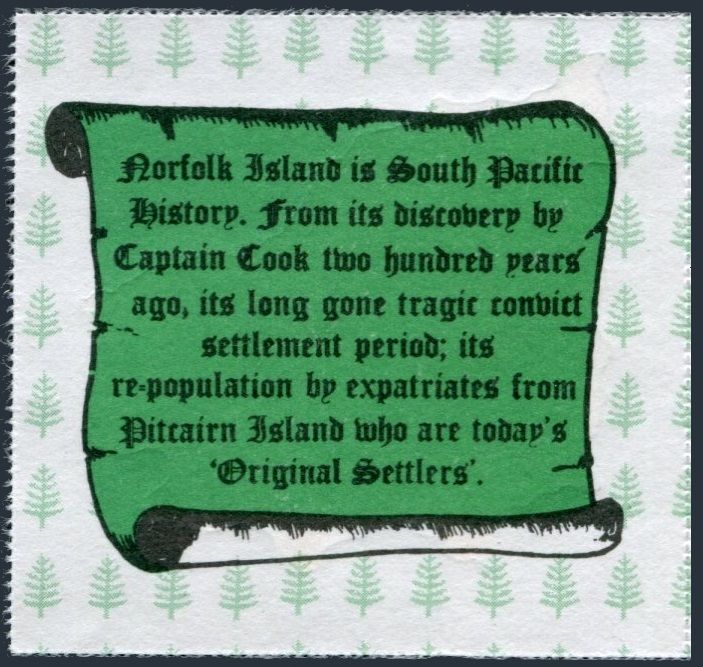 Norfolk Island is South Pacific
History. From its discovery by
Captain Cook two hundred years
ago, its long gone tragic convict
settlement period; its
re-population by expatriates from
Pitcairn Island who are today's
'Original Settlers'.